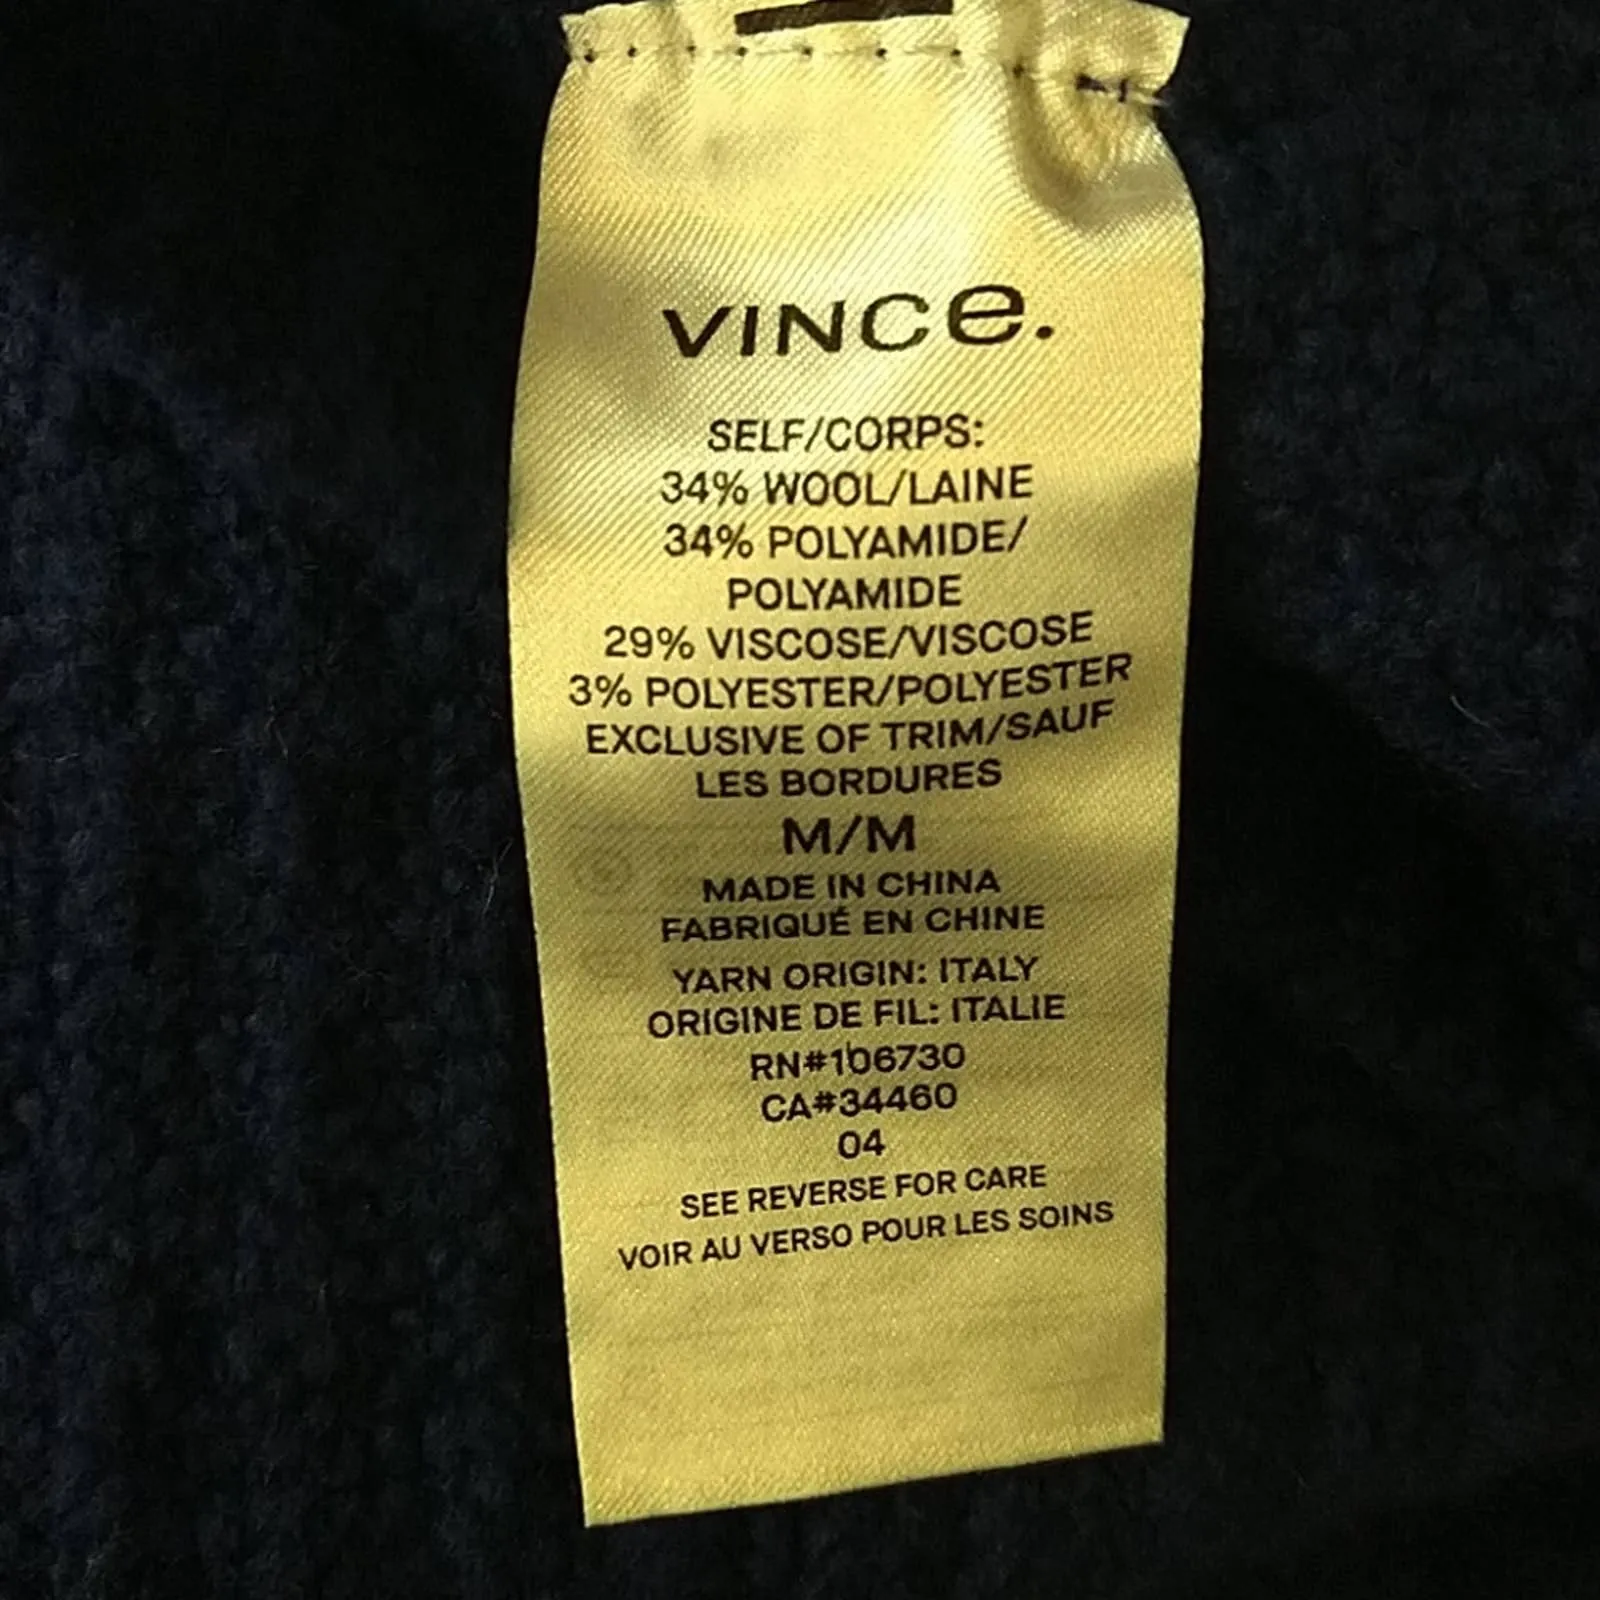 VINCe.
SELF/CORPS:
34% WOOL/LAINE
34% POLYAMIDE/
POLYAMIDE
29% VISCOSE/VISCOSE
3% POLYESTER/POLYESTER
EXCLUSIVE OF TRIM/SAUF
LES BORDURES
M/M
MADE IN CHINA
FABRIQUÉ EN CHINE
YARN ORIGIN: ITALY
ORIGINE DE FIL: ITALIE
RN#106730
CA#34460
04
SEE REVERSE FOR CARE
VOIR AU VERSO POUR LES SOINS